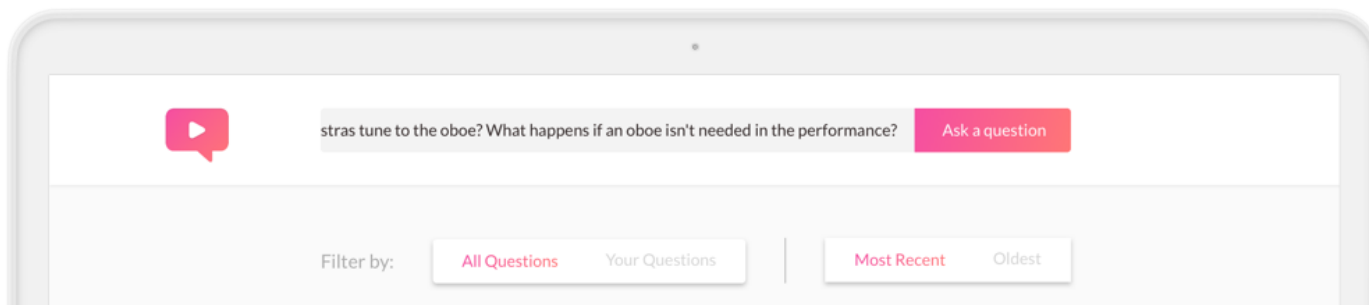 stras tune to the oboe? What happens if an oboe isn't needed in the performance?
Ask a question
Filter by:
All Questions
Your Questions
Most Recent
Oldest